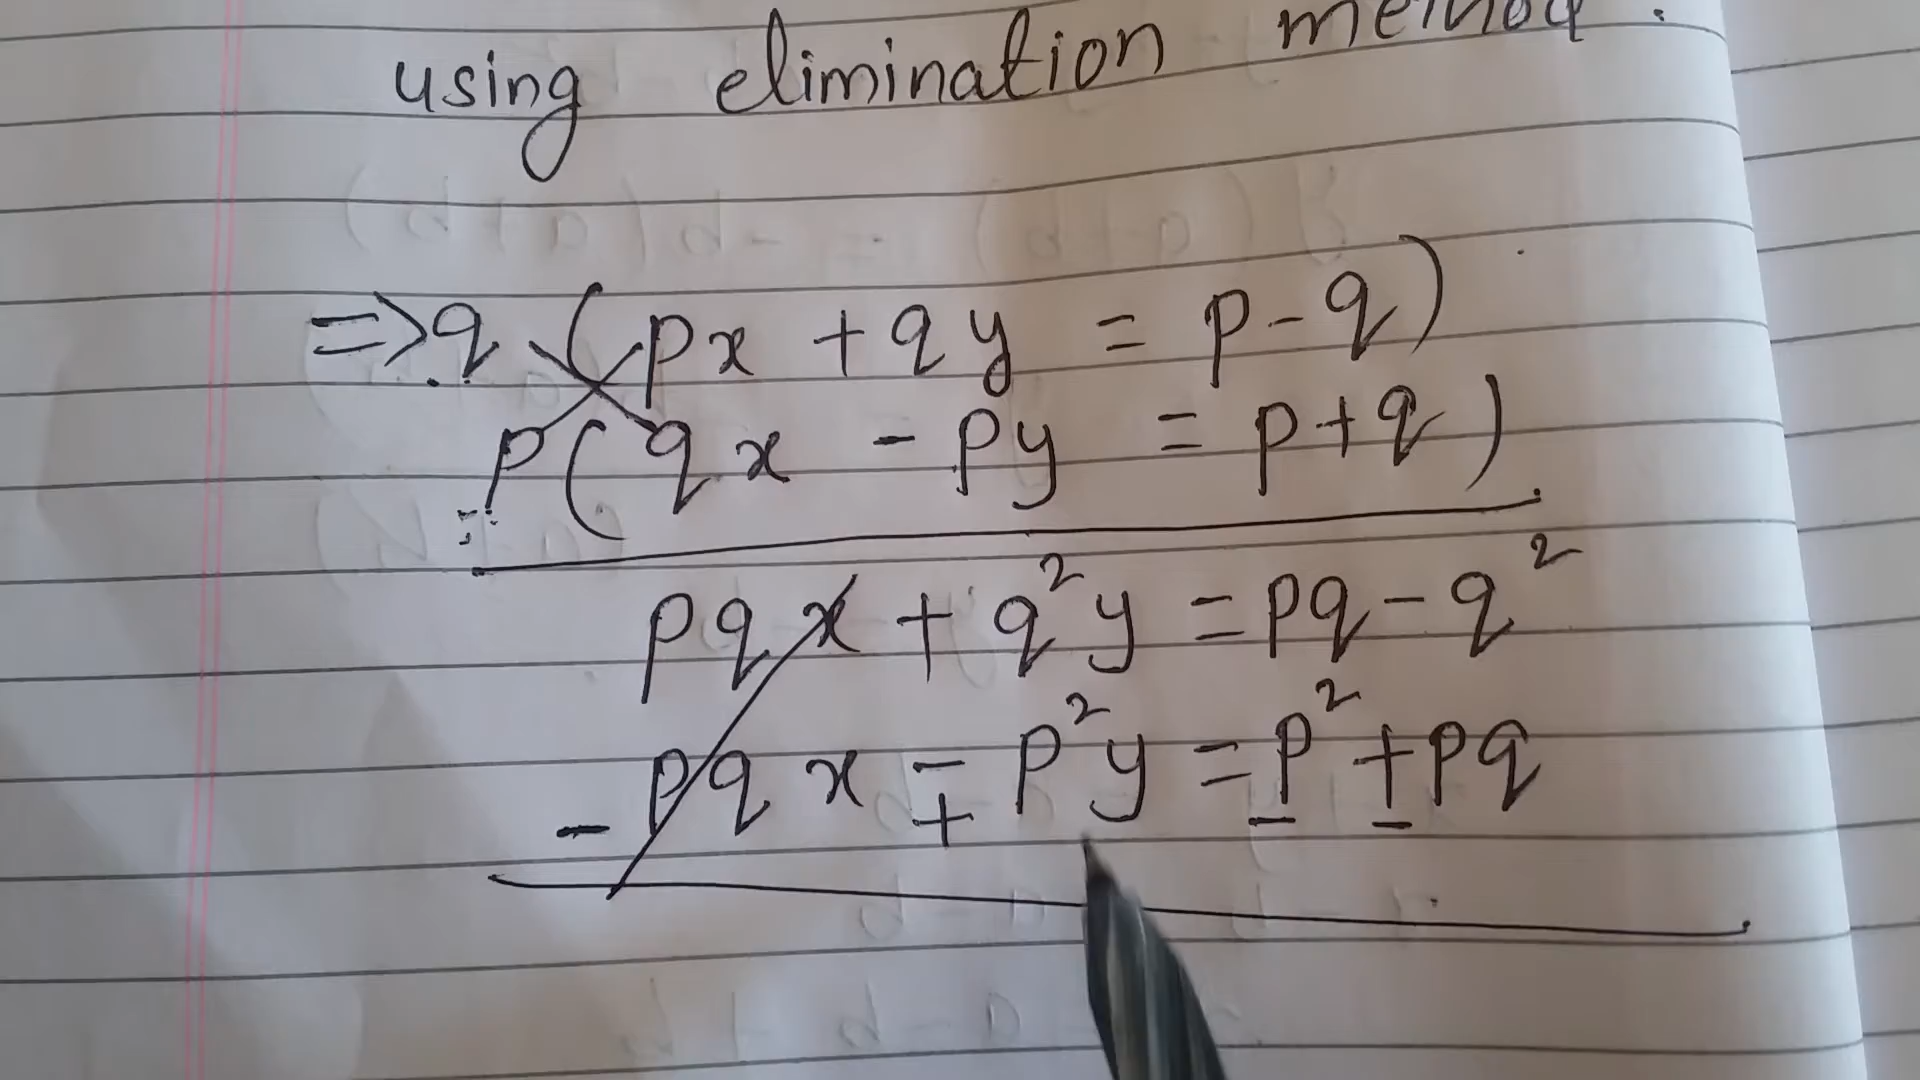 using elimination method.
=> q (px + qy = p - q)
p (qx - py = p + q)
pqx + q²y = pq - q²
pqx - p²y = p² + pq
- + - -